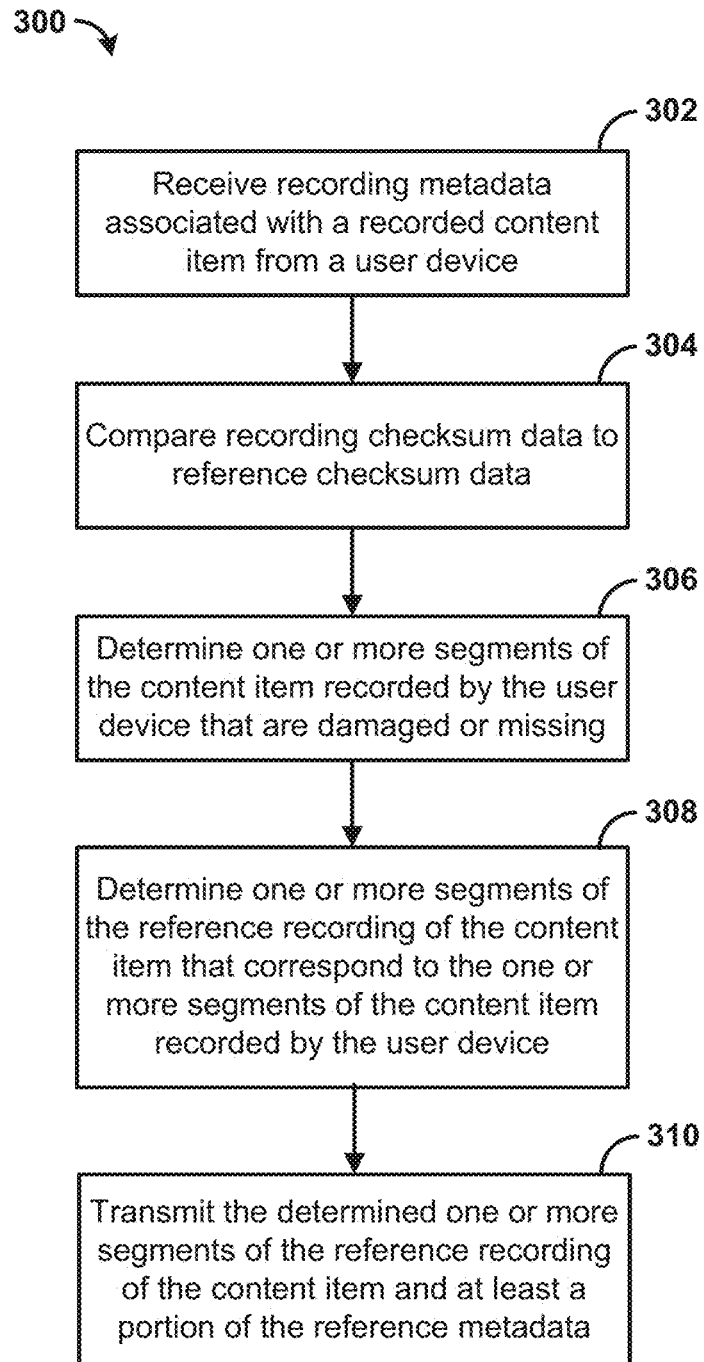 300
302
Receive recording metadata
associated with a recorded content
item from a user device
304
Compare recording checksum data to
reference checksum data
306
Determine one or more segments of
the content item recorded by the user
device that are damaged or missing
308
Determine one or more segments of
the reference recording of the content
item that correspond to the one or
more segments of the content item
recorded by the user device
310
Transmit the determined one or more
segments of the reference recording
of the content item and at least a
portion of the reference metadata